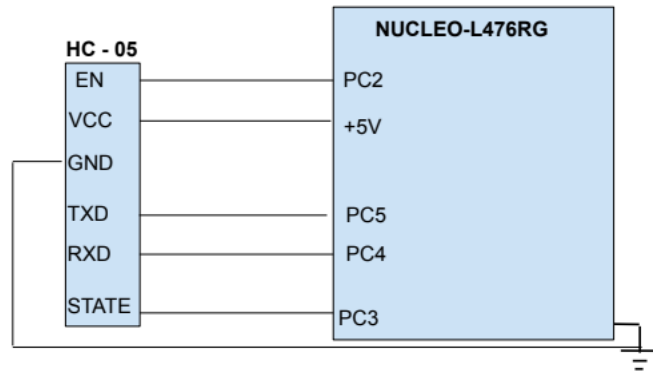 HC - 05
EN
VCC
GND
TXD
RXD
STATE
NUCLEO-L476RG
PC2
+5V
PC5
PC4
PC3